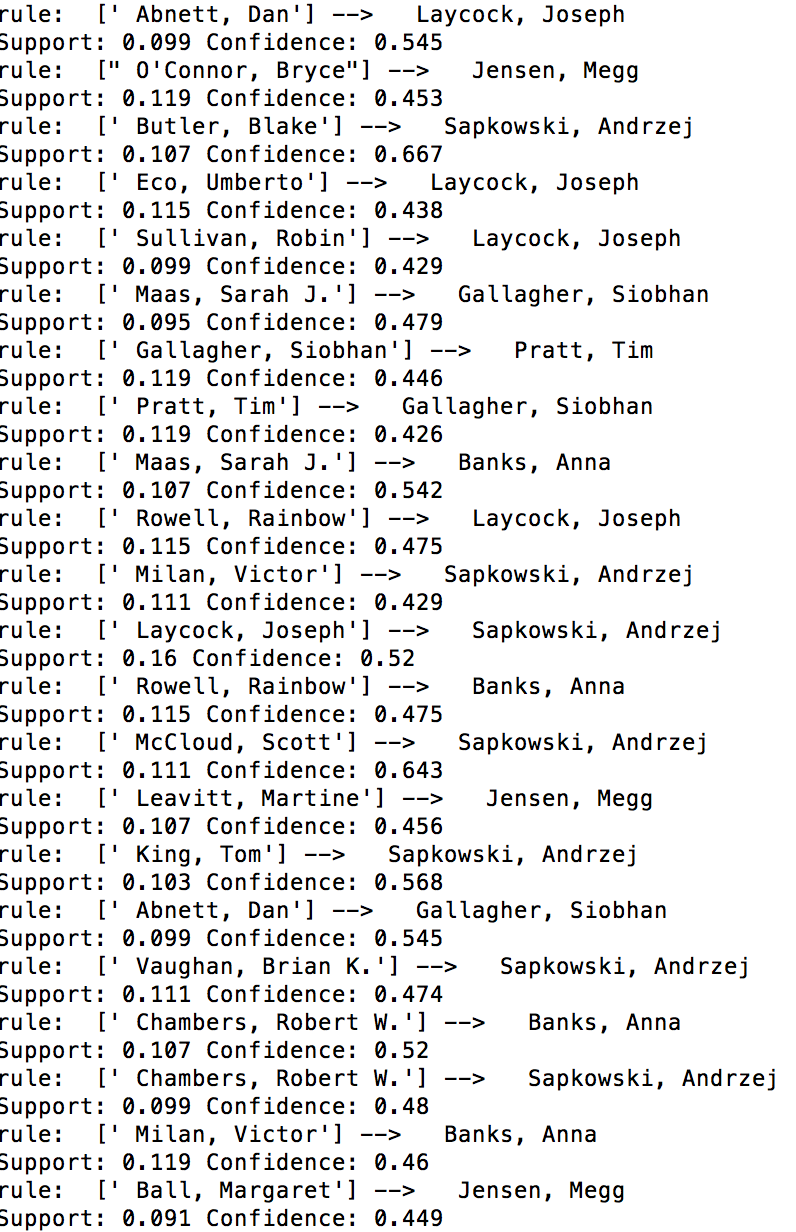 rule:  [' Abnett, Dan'] -->   Laycock, Joseph
Support: 0.099 Confidence: 0.545
rule:  [" O'Connor, Bryce"] -->   Jensen, Megg
Support: 0.119 Confidence: 0.453
rule:  [' Butler, Blake'] -->   Sapkowski, Andrzej
Support: 0.107 Confidence: 0.667
rule:  [' Eco, Umberto'] -->   Laycock, Joseph
Support: 0.115 Confidence: 0.438
rule:  [' Sullivan, Robin'] -->   Laycock, Joseph
Support: 0.099 Confidence: 0.429
rule:  [' Maas, Sarah J.'] -->   Gallagher, Siobhan
Support: 0.095 Confidence: 0.479
rule:  [' Gallagher, Siobhan'] -->   Pratt, Tim
Support: 0.119 Confidence: 0.446
rule:  [' Pratt, Tim'] -->   Gallagher, Siobhan
Support: 0.119 Confidence: 0.426
rule:  [' Maas, Sarah J.'] -->   Banks, Anna
Support: 0.107 Confidence: 0.542
rule:  [' Rowell, Rainbow'] -->   Laycock, Joseph
Support: 0.115 Confidence: 0.475
rule:  [' Milan, Victor'] -->   Sapkowski, Andrzej
Support: 0.111 Confidence: 0.429
rule:  [' Laycock, Joseph'] -->   Sapkowski, Andrzej
Support: 0.16 Confidence: 0.52
rule:  [' Rowell, Rainbow'] -->   Banks, Anna
Support: 0.115 Confidence: 0.475
rule:  [' McCloud, Scott'] -->   Sapkowski, Andrzej
Support: 0.111 Confidence: 0.643
rule:  [' Leavitt, Martine'] -->   Jensen, Megg
Support: 0.107 Confidence: 0.456
rule:  [' King, Tom'] -->   Sapkowski, Andrzej
Support: 0.103 Confidence: 0.568
rule:  [' Abnett, Dan'] -->   Gallagher, Siobhan
Support: 0.099 Confidence: 0.545
rule:  [' Vaughan, Brian K.'] -->   Sapkowski, Andrzej
Support: 0.111 Confidence: 0.474
rule:  [' Chambers, Robert W.'] -->   Banks, Anna
Support: 0.107 Confidence: 0.52
rule:  [' Chambers, Robert W.'] -->   Sapkowski, Andrzej
Support: 0.099 Confidence: 0.48
rule:  [' Milan, Victor'] -->   Banks, Anna
Support: 0.119 Confidence: 0.46
rule:  [' Ball, Margaret'] -->   Jensen, Megg
Support: 0.091 Confidence: 0.449